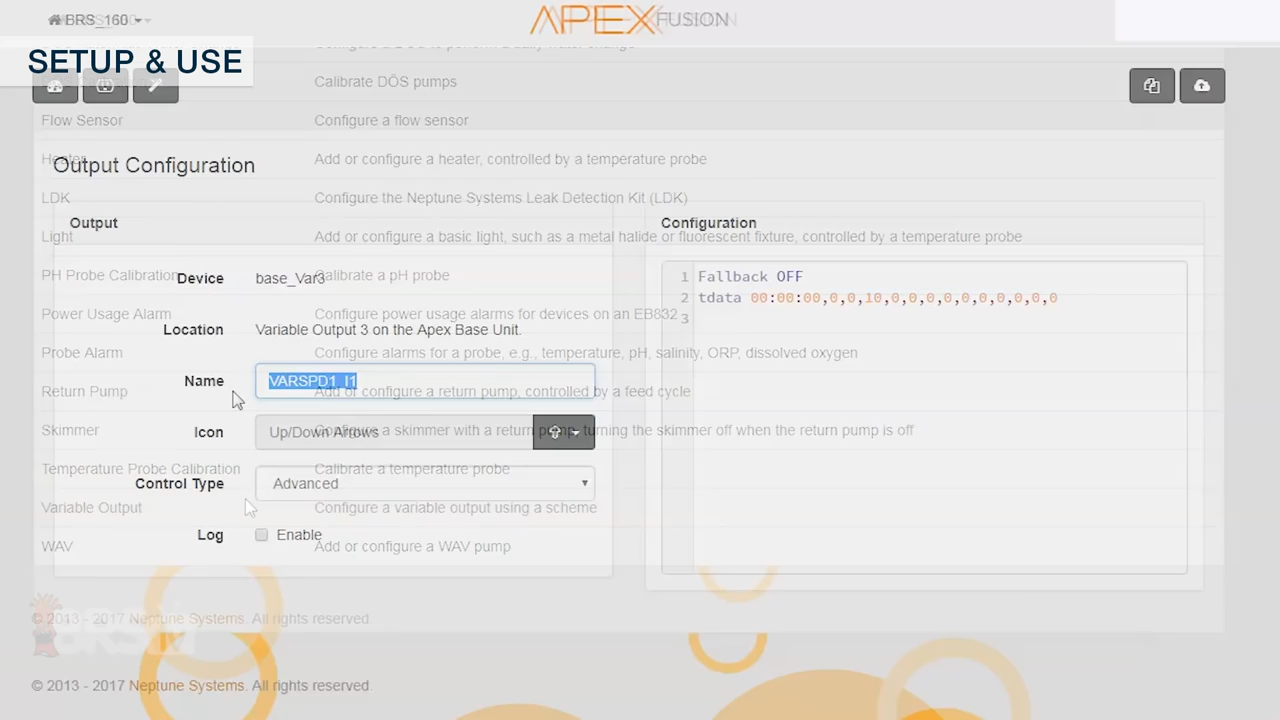 BRS_160
APEX FUSION
SETUP & USE
Calibrate DŌS pumps
Flow Sensor
Configure a flow sensor
Heater
Add or configure a heater, controlled by a temperature probe
Output Configuration
LDK
Configure the Neptune Systems Leak Detection Kit (LDK)
Output
Configuration
Light
Add or configure a basic light, such as a metal halide or fluorescent fixture, controlled by a temperature probe
PH Probe Calibration
Calibrate a pH probe
Device
base_Var3
1 Fallback OFF
2 tdata 00:00:00,0,0,10,0,0,0,0,0,0,0,0,0,0
3
Power Usage Alarm
Configure power usage alarms for devices on an EB832
Location
Variable Output 3 on the Apex Base Unit.
Probe Alarm
Configure alarms for a probe, e.g., temperature, pH, salinity, ORP, dissolved oxygen
Name
VARSPD1_I1
Return Pump
Add or configure a return pump, controlled by a feed cycle
Skimmer
Configure a skimmer with a return pump, turning the skimmer off when the return pump is off
Icon
Up/Down Arrows
Temperature Probe Calibration
Calibrate a temperature probe
Control Type
Advanced
Variable Output
Configure a variable output using a scheme
Log
Enable
WAV
Add or configure a WAV pump
© 2013 - 2017 Neptune Systems. All rights reserved
BRS
© 2013 - 2017 Neptune Systems. All rights reserved